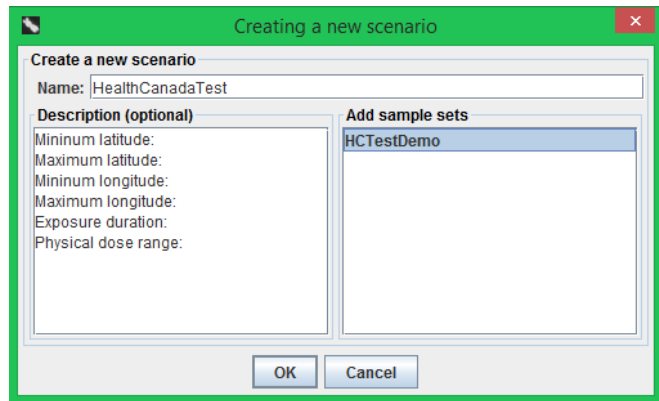 Creating a new scenario
Create a new scenario
Name: HealthCanadaTest
Description (optional)
Mininum latitude:
Maximum latitude:
Mininum longitude:
Maximum longitude:
Exposure duration:
Physical dose range:
Add sample sets
HCTestDemo
OK
Cancel